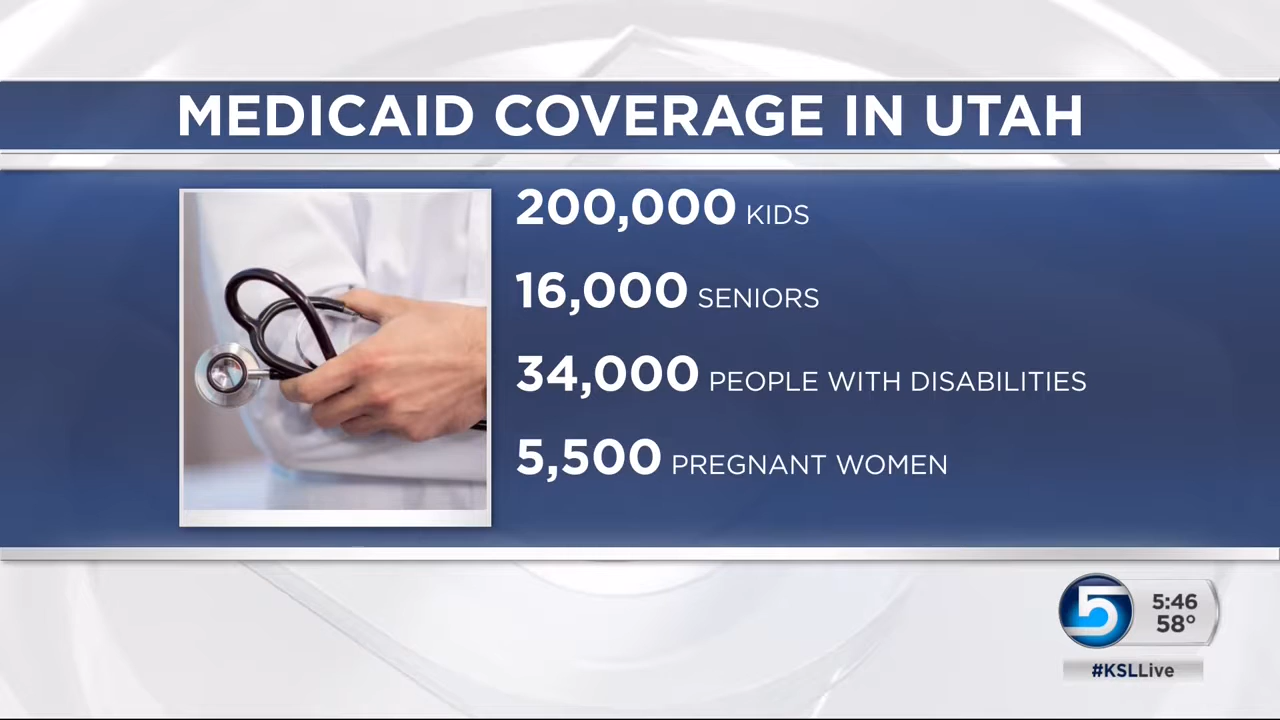 MEDICAID COVERAGE IN UTAH
200,000 KIDS
16,000 SENIORS
34,000 PEOPLE WITH DISABILITIES
5,500 PREGNANT WOMEN
5
5:46
58°
#KSLLive